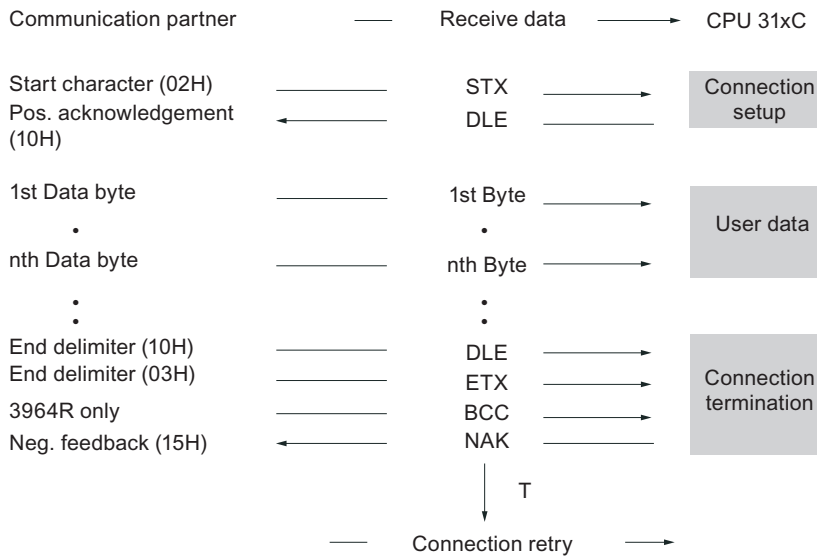 Communication partner Receive data CPU 31xC
Start character (02H) STX Connection
Pos. acknowledgement DLE setup
(10H)
1st Data byte 1st Byte User data
nth Data byte nth Byte
End delimiter (10H) DLE Connection
End delimiter (03H) ETX termination
3964R only BCC
Neg. feedback (15H) NAK
T
Connection retry